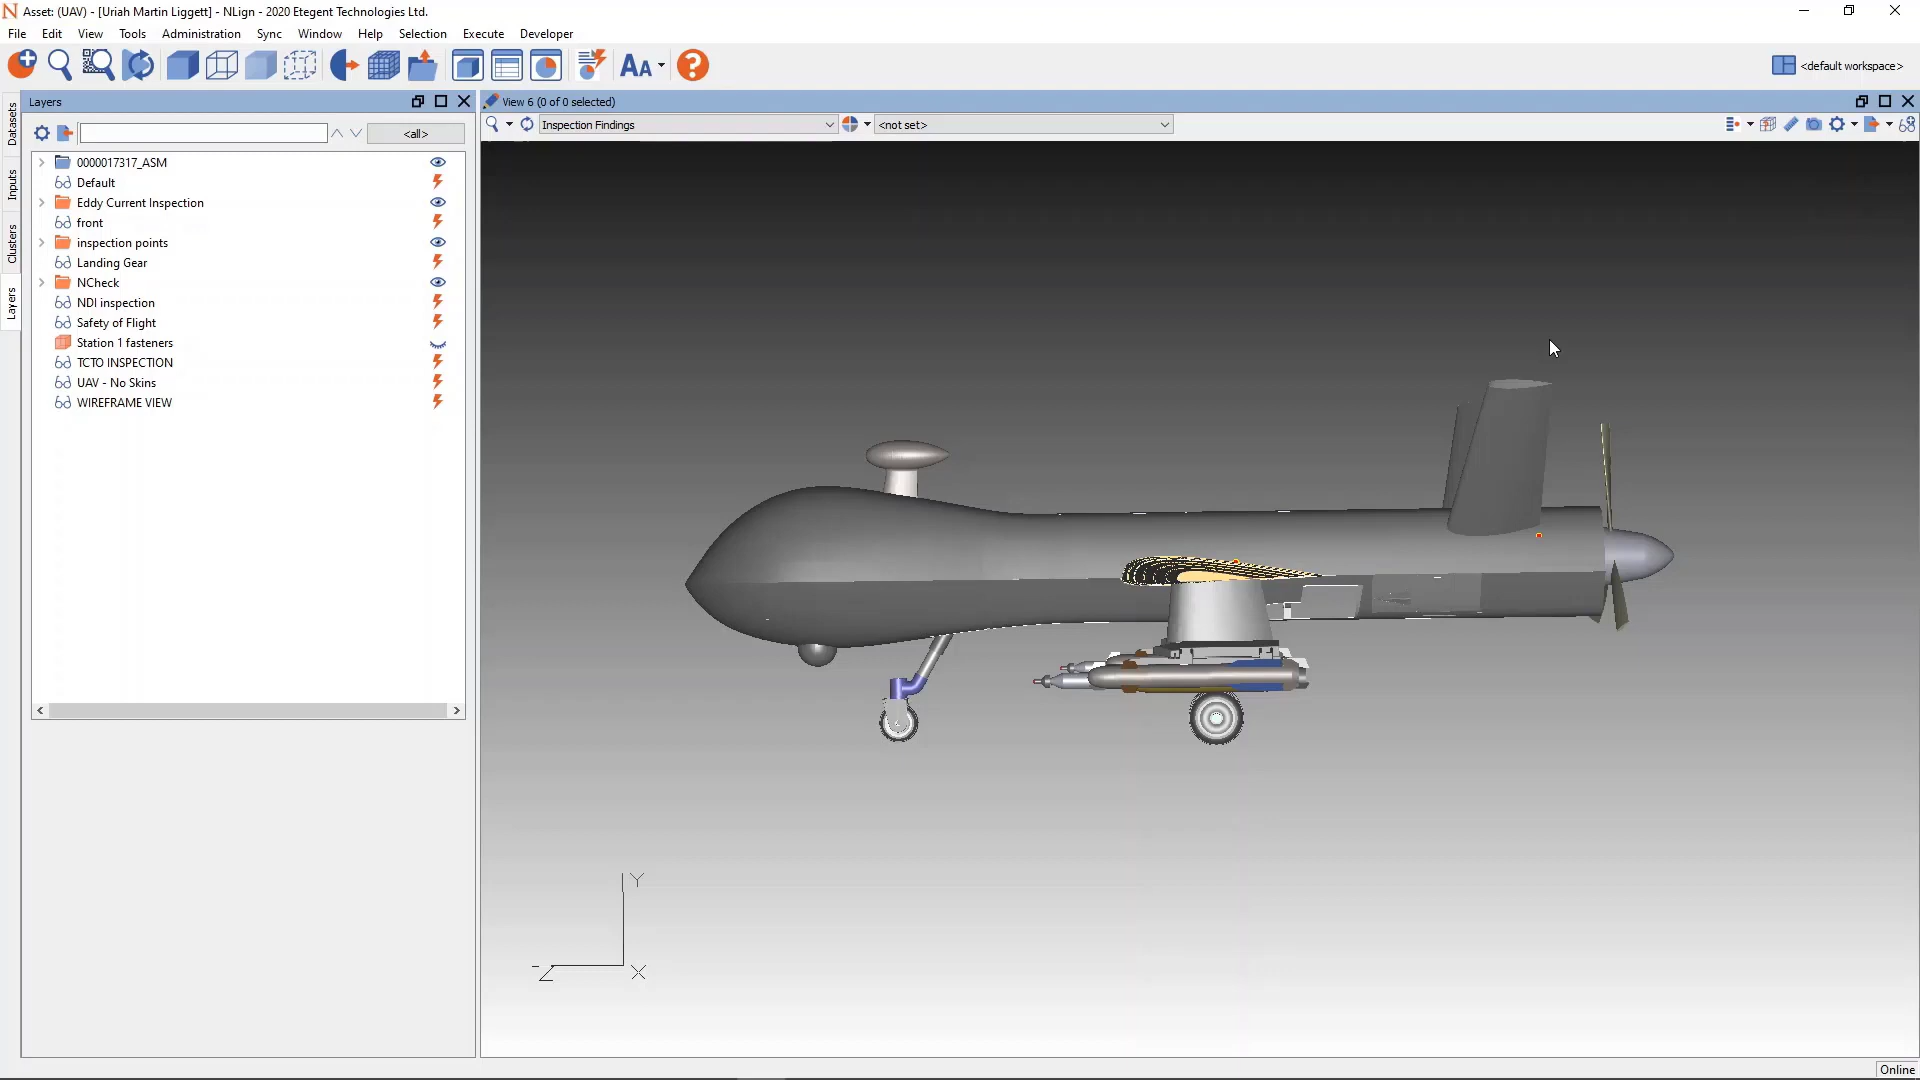 Asset: (UAV) - [Uriah Martin Liggett] - NLign - 2020 Etegent Technologies Ltd.
File Edit View Tools Administration Sync Window Help Selection Execute Developer
AA
<default workspace>
Layers
View 6 (0 of 0 selected)
Inspection Findings
<not set>
<all>
Datasets
Inputs
Clusters
Layers
0000017317_ASM
Default
Eddy Current Inspection
front
inspection points
Landing Gear
NCheck
NDI inspection
Safety of Flight
Station 1 fasteners
TCTO INSPECTION
UAV - No Skins
WIREFRAME VIEW
Y
Z
X
Online